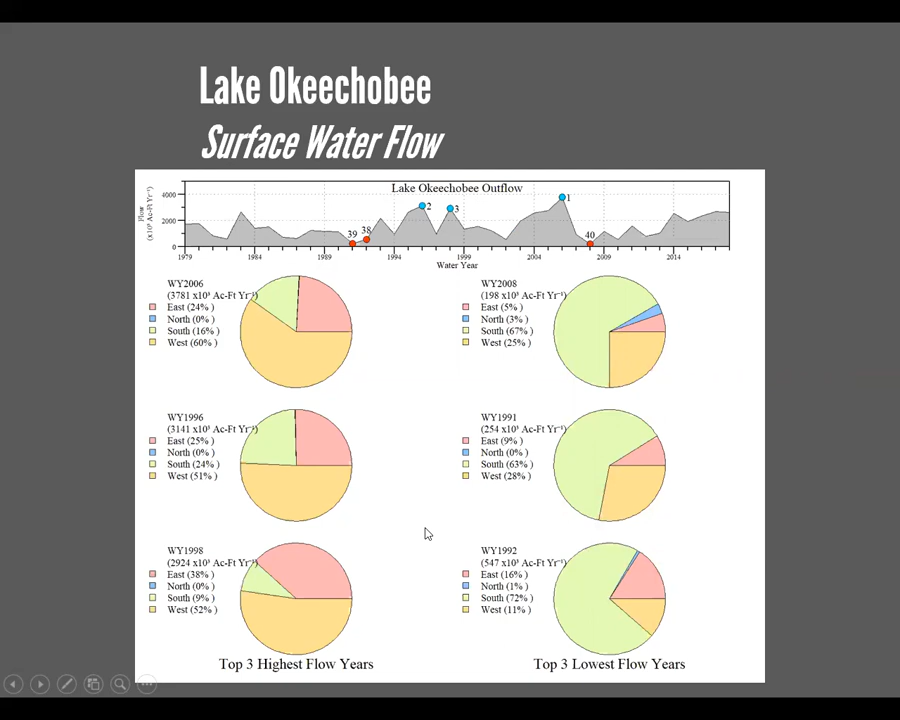 Lake Okeechobee
Surface Water Flow
Lake Okeechobee Outflow
Flow
(x10³ Ac-Ft Yr⁻¹)
4000
2000
0
39
38
2
3
1
40
1979 1984 1989 1994 1999 2004 2009 2014
Water Year
WY2006
(3781 x10³ Ac-Ft Yr⁻¹)
East (24% )
North (0% )
South (16% )
West (60% )
WY2008
(198 x10³ Ac-Ft Yr⁻¹)
East (5% )
North (3% )
South (67% )
West (25% )
WY1996
(3141 x10³ Ac-Ft Yr⁻¹)
East (25% )
North (0% )
South (24% )
West (51% )
WY1991
(254 x10³ Ac-Ft Yr⁻¹)
East (9% )
North (0% )
South (63% )
West (28% )
WY1998
(2924 x10³ Ac-Ft Yr⁻¹)
East (38% )
North (0% )
South (9% )
West (52% )
WY1992
(547 x10³ Ac-Ft Yr⁻¹)
East (16% )
North (1% )
South (72% )
West (11% )
Top 3 Highest Flow Years
Top 3 Lowest Flow Years